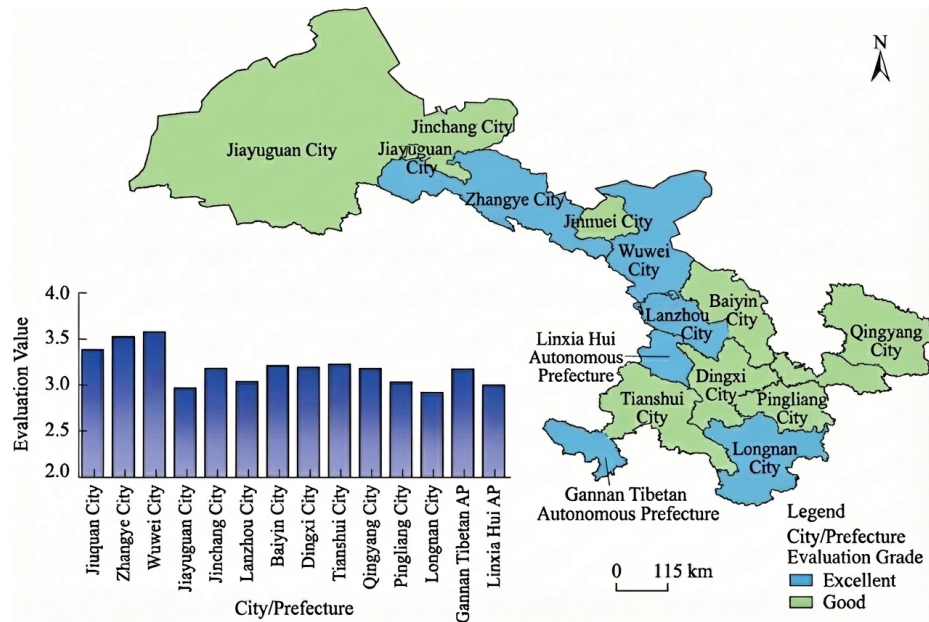 N
Jinchang City
Jiayuguan City
Jiayuguan
City
Zhangye City
Jinnuei City
Wuwei
City
Baiyin
City
Lanzhou
City
Qingyang
City
Linxia Hui
Autonomous
Prefecture
Dingxi
City
Tianshui
City
Pingliang
City
Longnan
City
Gannan Tibetan
Autonomous Prefecture
Legend
City/Prefecture
Evaluation Grade
Excellent
Good
0 115 km
Evaluation Value
4.0
3.5
3.0
2.5
2.0
Jiuquan City
Zhangye City
Wuwei City
Jiayuguan City
Jinchang City
Lanzhou City
Baiyin City
Dingxi City
Tianshui City
Qingyang City
Pingliang City
Longnan City
Gannan Tibetan AP
Linxia Hui AP
City/Prefecture